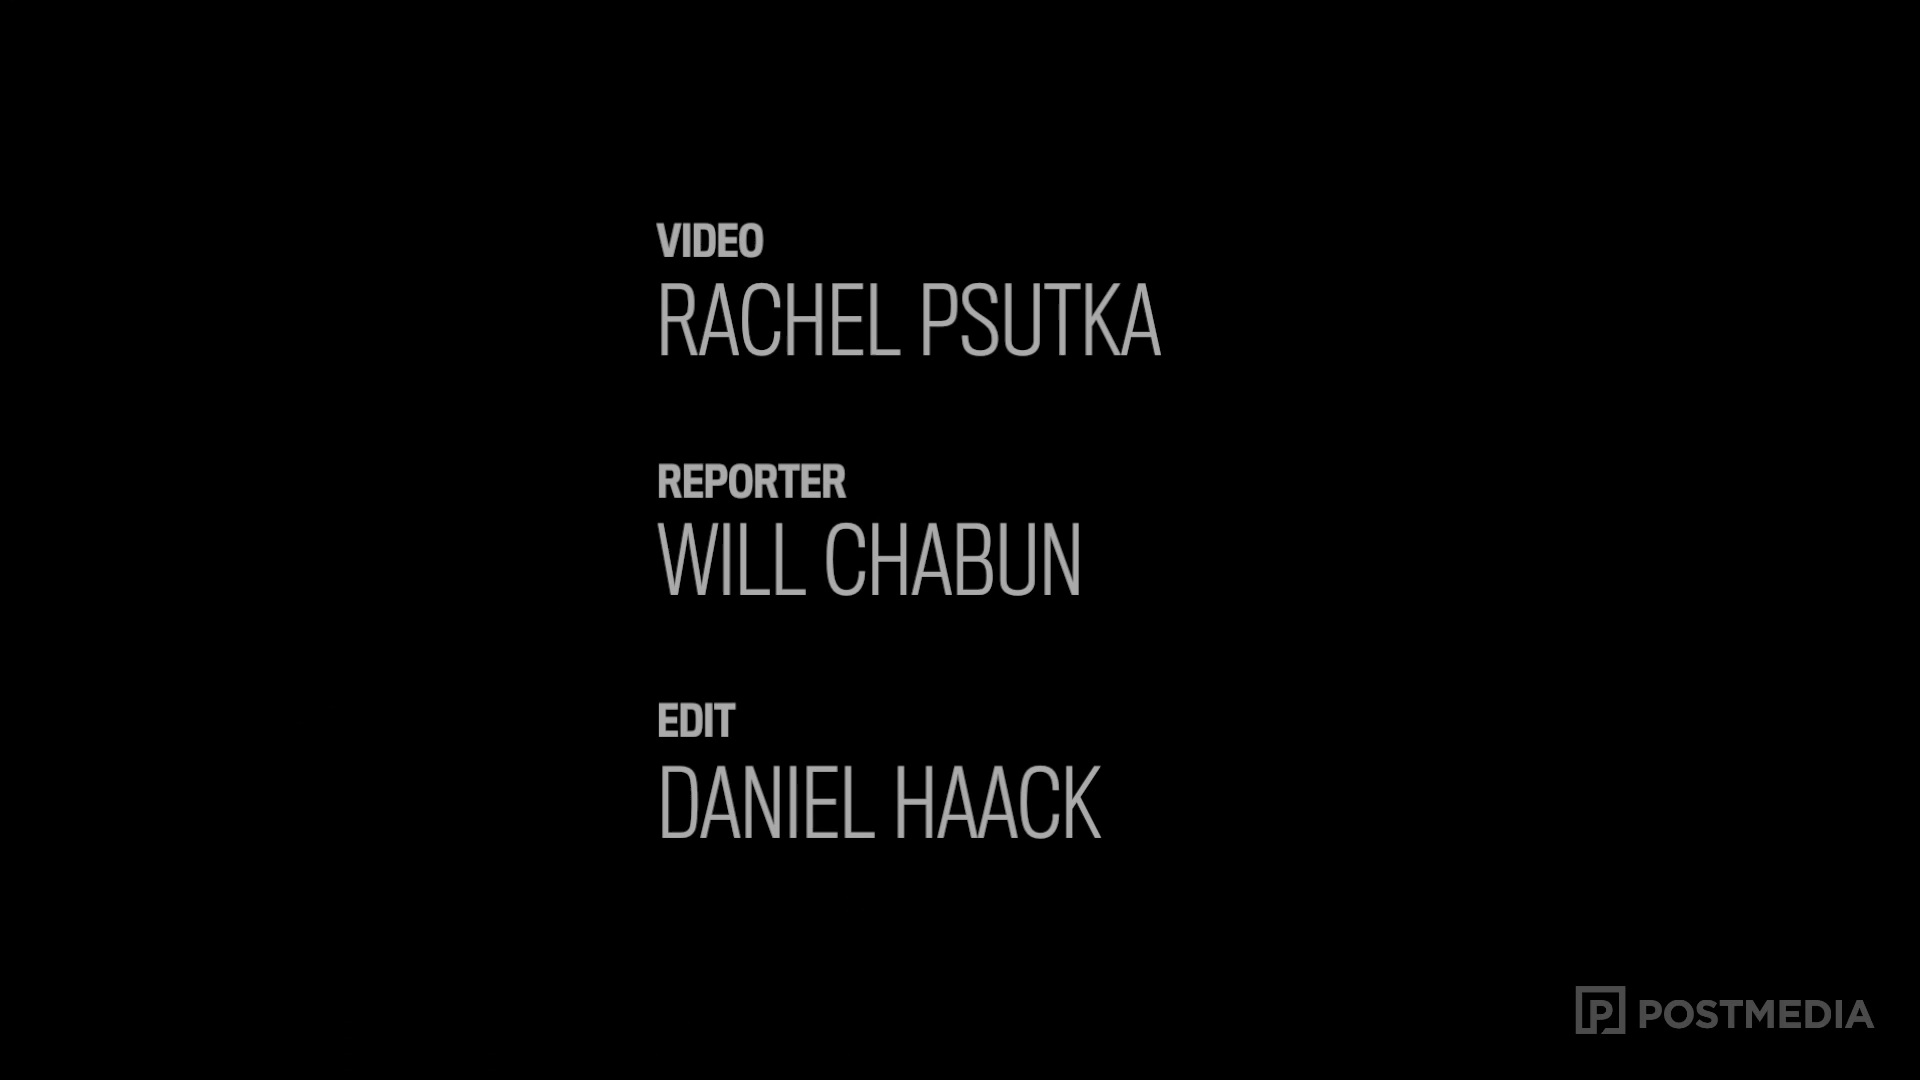 VIDEO
RACHEL PSUTKA
REPORTER
WILL CHABUN
EDIT
DANIEL HAACK
P POSTMEDIA